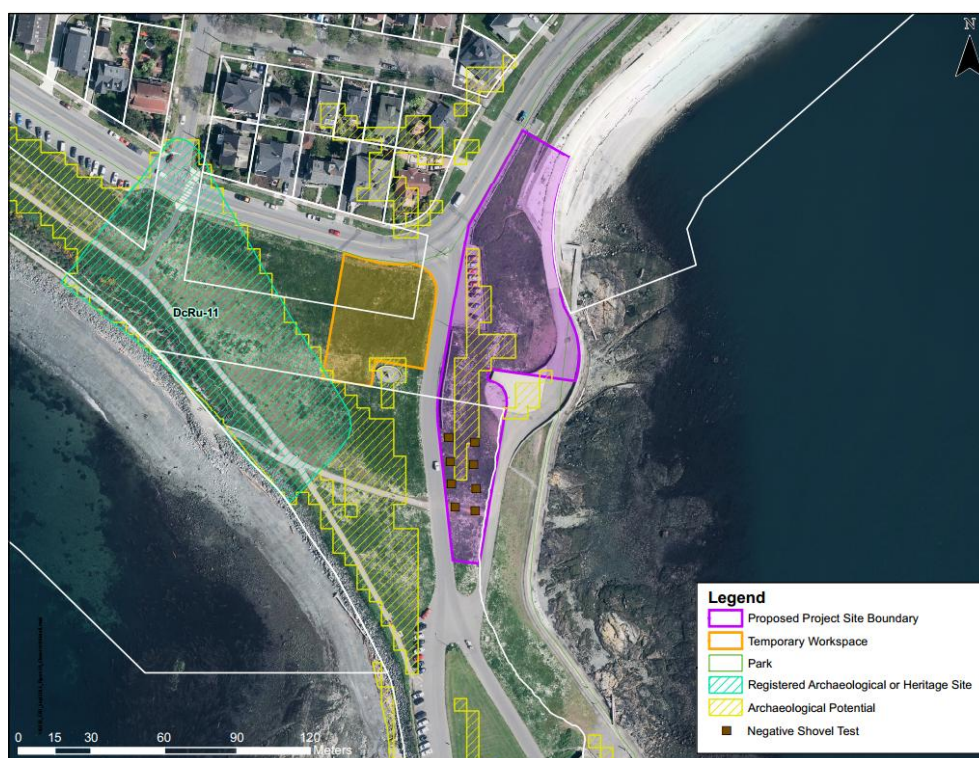 N
DcRu-11
Legend
Proposed Project Site Boundary
Temporary Workspace
Park
Registered Archaeological or Heritage Site
Archaeological Potential
Negative Shovel Test
0 15 30 60 90 120
Meters